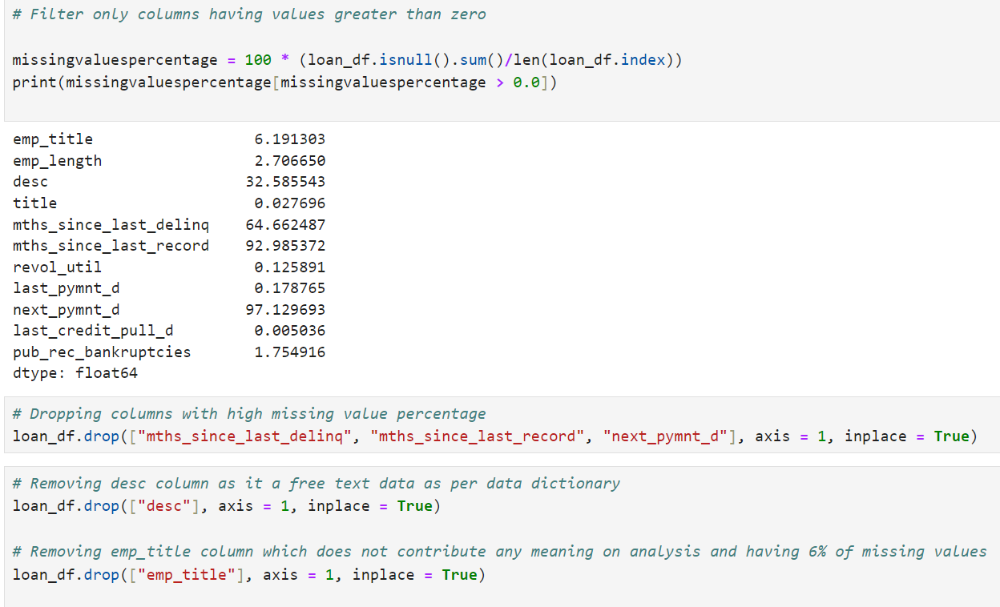 # Filter only columns having values greater than zero
missingvaluespercentage = 100 * (loan_df.isnull().sum()/len(loan_df.index))
print(missingvaluespercentage[missingvaluespercentage > 0.0])
emp_title 6.191303
emp_length 2.706650
desc 32.585543
title 0.027696
mths_since_last_delinq 64.662487
mths_since_last_record 92.985372
revol_util 0.125891
last_pymnt_d 0.178765
next_pymnt_d 97.129693
last_credit_pull_d 0.005036
pub_rec_bankruptcies 1.754916
dtype: float64
# Dropping columns with high missing value percentage
loan_df.drop(["mths_since_last_delinq", "mths_since_last_record", "next_pymnt_d"], axis = 1, inplace = True)
# Removing desc column as it a free text data as per data dictionary
loan_df.drop(["desc"], axis = 1, inplace = True)
# Removing emp_title column which does not contribute any meaning on analysis and having 6% of missing values
loan_df.drop(["emp_title"], axis = 1, inplace = True)